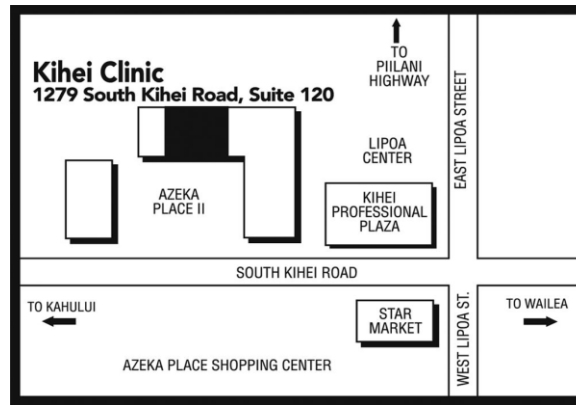 Kihei Clinic
1279 South Kihei Road, Suite 120
TO
PIILANI
HIGHWAY
EAST LIPOA STREET
LIPOA
CENTER
AZEKA
PLACE II
KIHEI
PROFESSIONAL
PLAZA
SOUTH KIHEI ROAD
TO KAHULUI
STAR
MARKET
WEST LIPOA ST.
TO WAILEA
AZEKA PLACE SHOPPING CENTER